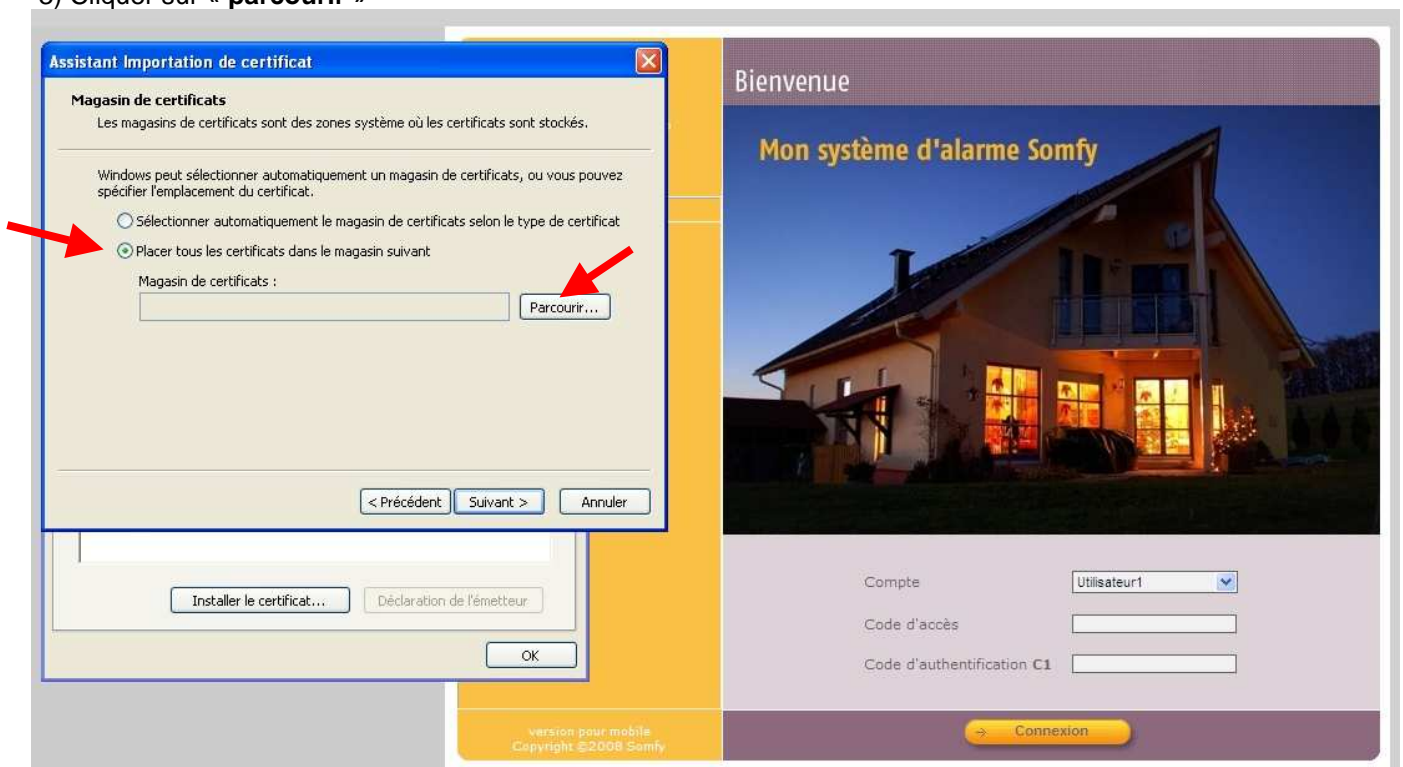 Cliquer sur « parcourir »
Assistant Importation de certificat
Magasin de certificats
Les magasins de certificats sont des zones système où les certificats sont stockés.
Windows peut sélectionner automatiquement un magasin de certificats, ou vous pouvez
spécifier l'emplacement du certificat.
Sélectionner automatiquement le magasin de certificats selon le type de certificat
Placer tous les certificats dans le magasin suivant
Magasin de certificats :
Parcourir...
< Précédent
Suivant >
Annuler
Installer le certificat...
Déclaration de l'émetteur
OK
Bienvenue
Mon système d'alarme Somfy
Compte
Utilisateur1
Code d'accès
Code d'authentification C1
version pour mobile
Copyright ©2008 Somfy
Connexion